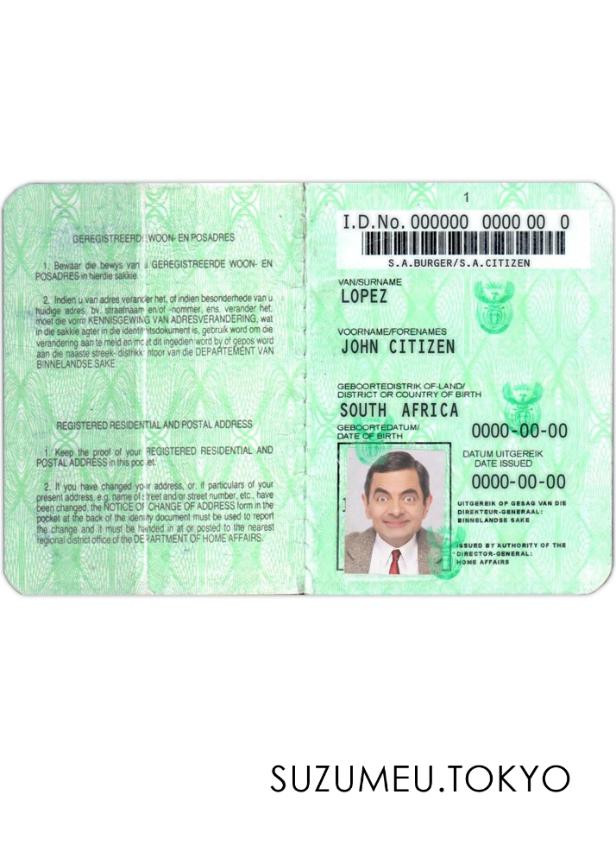 GEREGISTREERDE WOON- EN POSADRES
1. Bewaar die bewys van u GEREGISTREERDE WOON- EN
POSADRES in hierdie sakkie.
2. Indien u van adres verander het, of indien besonderhede van u
huidige adres, bv. straatnaam en/of -nommer, ens. verander het,
moet die vorm KENNISGEWING VAN ADRESVERANDERING, wat
in die sakkie agter in die identiteitsdokument is, gebruik word om die
verandering aan te meld en moet dit ingedien word by of gepos word
aan die naaste streek- distrikskantoor van die DEPARTEMENT VAN
BINNELANDSE SAKE
REGISTERED RESIDENTIAL AND POSTAL ADDRESS
1. Keep the proof of your REGISTERED RESIDENTIAL AND
POSTAL ADDRESS in this pocket.
2. If you have changed your address, or, if particulars of your
present address, e.g. name of street and/or street number, etc., have
been changed, the NOTICE OF CHANGE OF ADDRESS form in the
pocket at the back of the identity document must be used to report
the change and it must be handed in at or posted to the nearest
regional district office of the DEPARTMENT OF HOME AFFAIRS.
1
I.D.No. 000000 0000 00 0
S.A.BURGER/S.A.CITIZEN
VAN/SURNAME
LOPEZ
VOORNAME/FORENAMES
JOHN CITIZEN
GEBOORTEDISTRIK OF-LAND/
DISTRICT OR COUNTRY OF BIRTH
SOUTH AFRICA
GEBOORTEDATUM/
DATE OF BIRTH
0000-00-00
DATUM UITGEREIK
DATE ISSUED
0000-00-00
UITGEREIK OP GESAG VAN DIE
DIREKTEUR-GENERAAL:
BINNELANDSE SAKE
ISSUED BY AUTHORITY OF THE
DIRECTOR-GENERAL:
HOME AFFAIRS
SUZUMEU.TOKYO